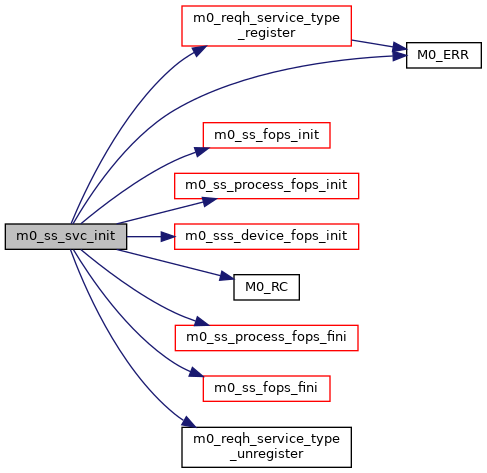 m0_reqh_service_type
_register
M0_ERR
m0_ss_fops_init
m0_ss_process_fops_init
m0_ss_svc_init
m0_sss_device_fops_init
M0_RC
m0_ss_process_fops_fini
m0_ss_fops_fini
m0_reqh_service_type
_unregister